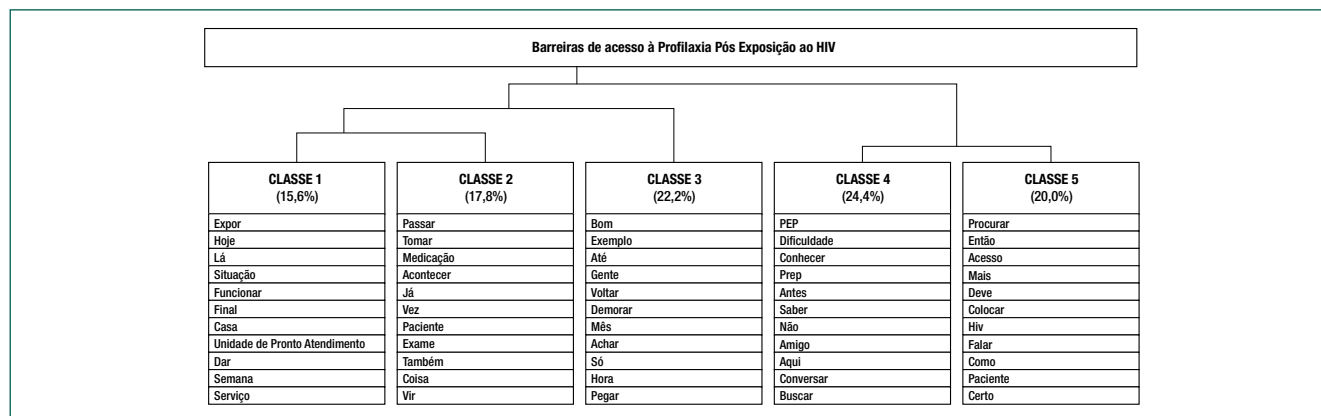 Barreiras de acesso à Profilaxia Pós Exposição ao HIV
CLASSE 1
(15,6%)
Expor
Hoje
Lá
Situação
Funcionar
Final
Casa
Unidade de Pronto Atendimento
Dar
Semana
Serviço
CLASSE 2
(17,8%)
Passar
Tomar
Medicação
Acontecer
Já
Vez
Paciente
Exame
Também
Coisa
Vir
CLASSE 3
(22,2%)
Bom
Exemplo
Até
Gente
Voltar
Demorar
Mês
Achar
Só
Hora
Pegar
CLASSE 4
(24,4%)
PEP
Dificuldade
Conhecer
Prep
Antes
Saber
Não
Amigo
Aqui
Conversar
Buscar
CLASSE 5
(20,0%)
Procurar
Então
Acesso
Mais
Deve
Colocar
Hiv
Falar
Como
Paciente
Certo